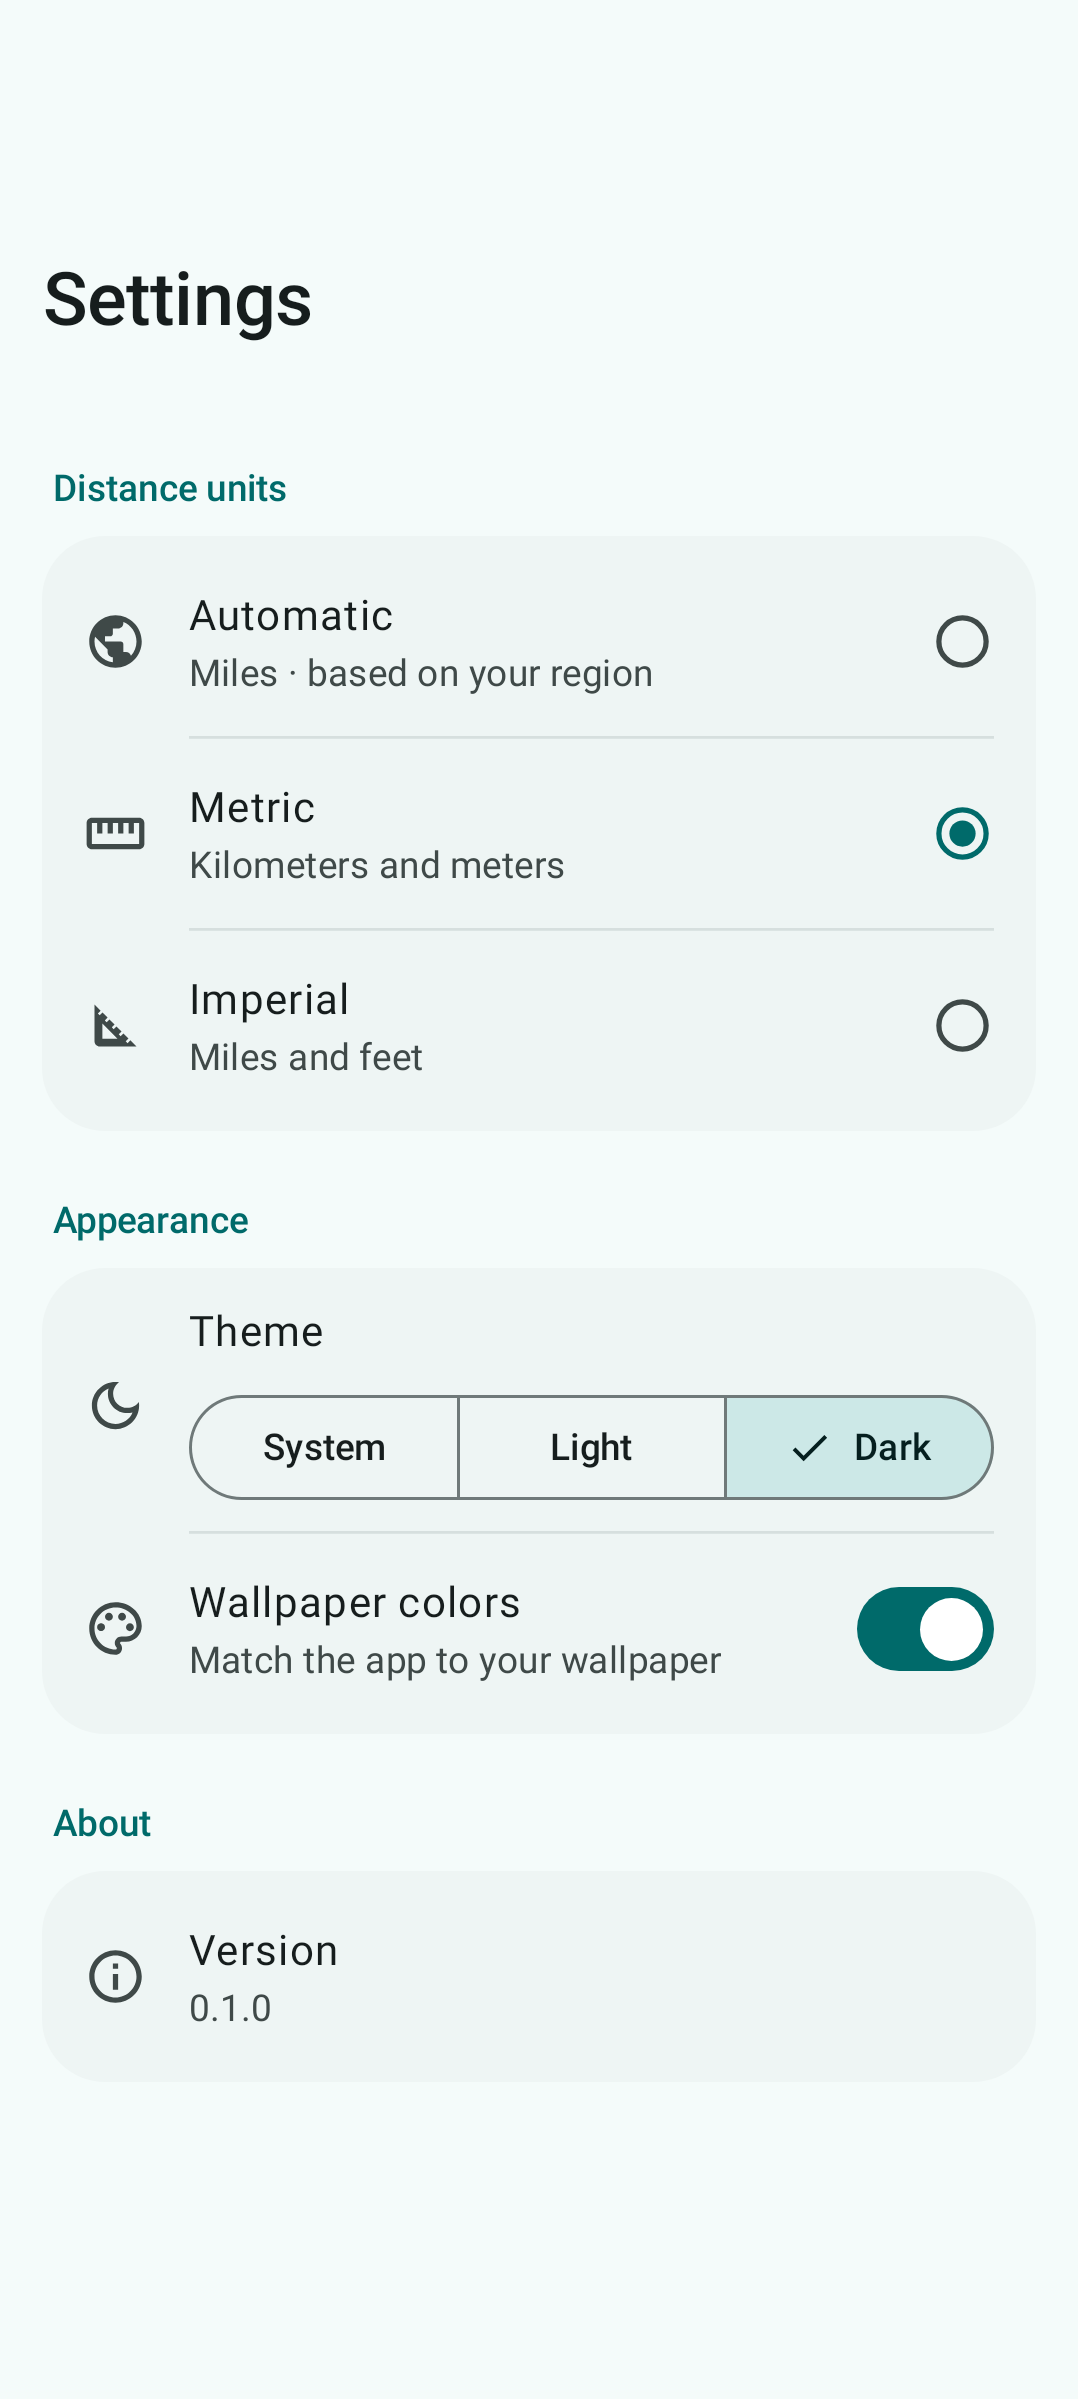 Settings
Distance units
Automatic
Miles · based on your region
Metric
Kilometers and meters
Imperial
Miles and feet
Appearance
Theme
System Light Dark
Wallpaper colors
Match the app to your wallpaper
About
Version
0.1.0